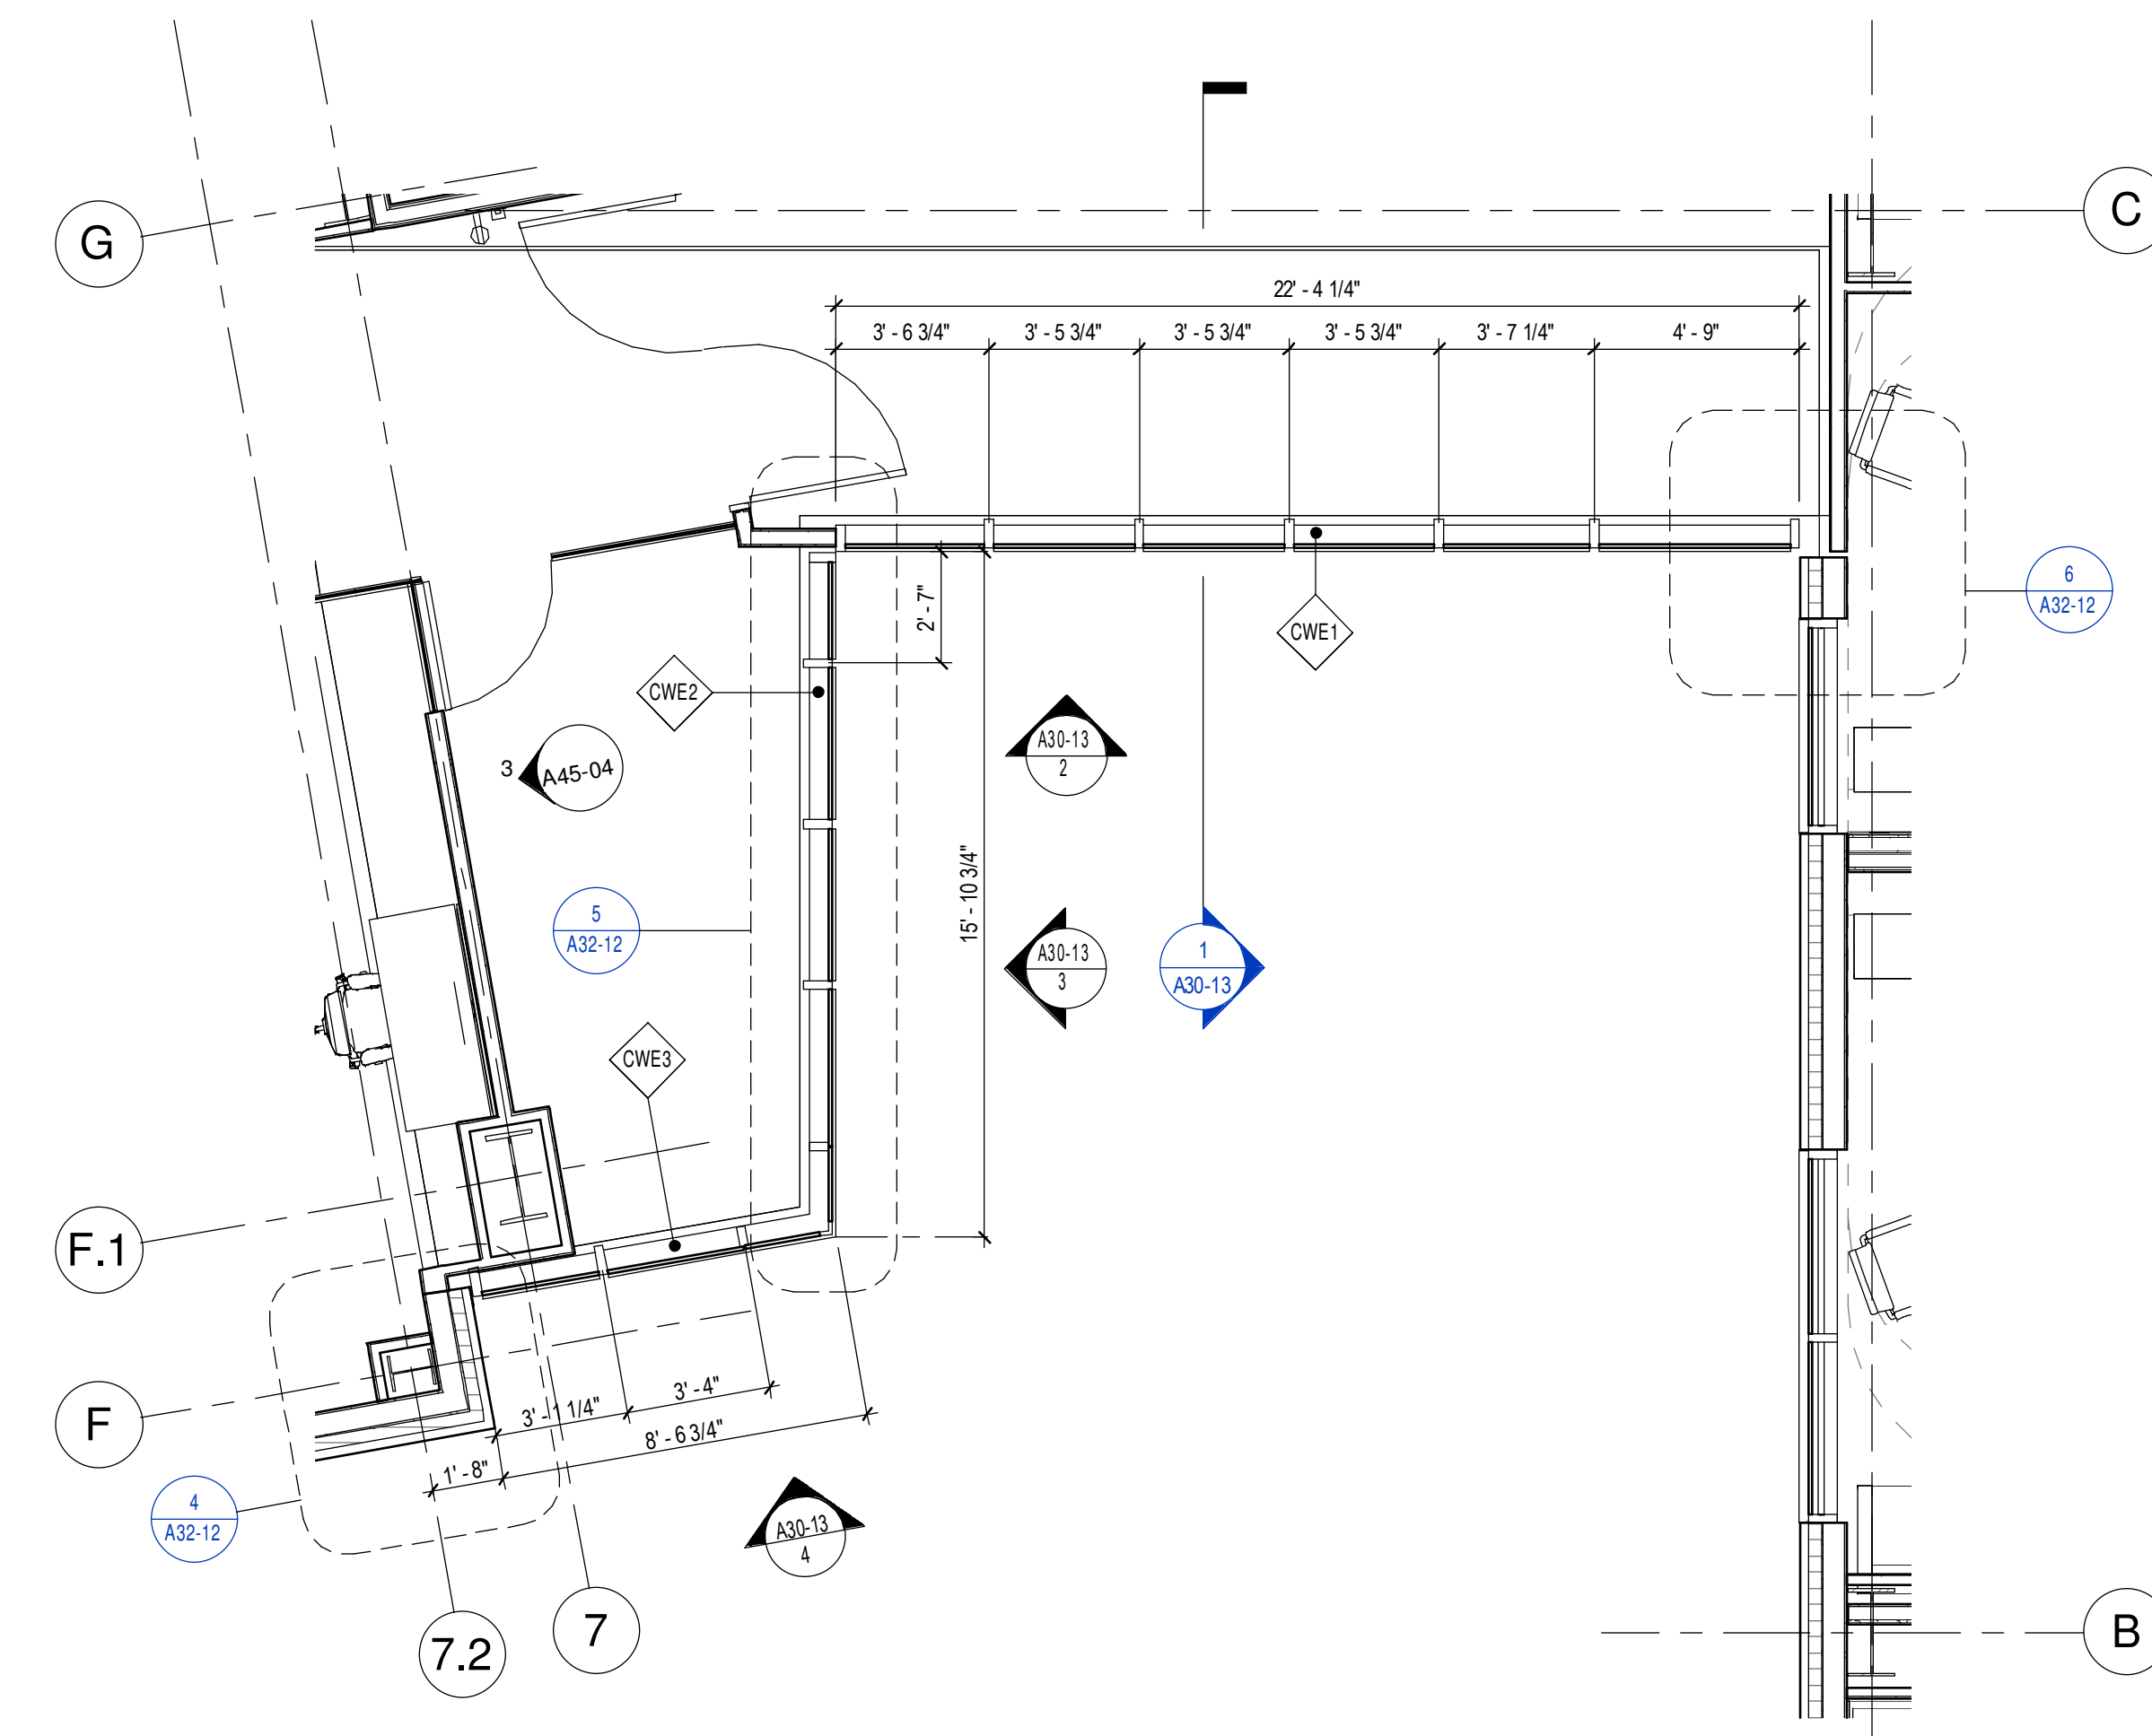 G
C
22' - 4 1/4"
3' - 6 3/4"
3' - 5 3/4"
3' - 5 3/4"
3' - 5 3/4"
3' - 7 1/4"
4' - 9"
6
A32-12
2' - 7"
CWE1
CWE2
A30-13
2
3
A45-04
15' - 10 3/4"
5
A32-12
A30-13
3
1
A30-13
CWE3
F.1
F
3' - 4"
3' - 1 1/4"
8' - 6 3/4"
1' - 8"
4
A32-12
A30-13
4
7
7.2
B